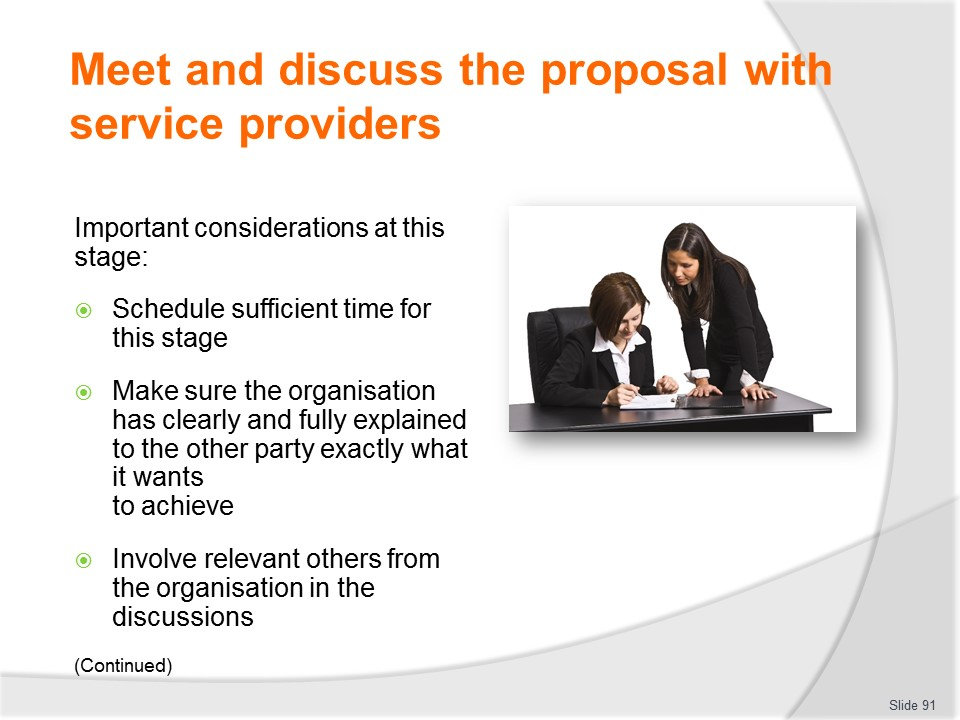 Meet and discuss the proposal with
service providers
Important considerations at this
stage:
Schedule sufficient time for
this stage
Make sure the organisation
has clearly and fully explained
to the other party exactly what
it wants
to achieve
Involve relevant others from
the organisation in the
discussions
(Continued)
Slide 91